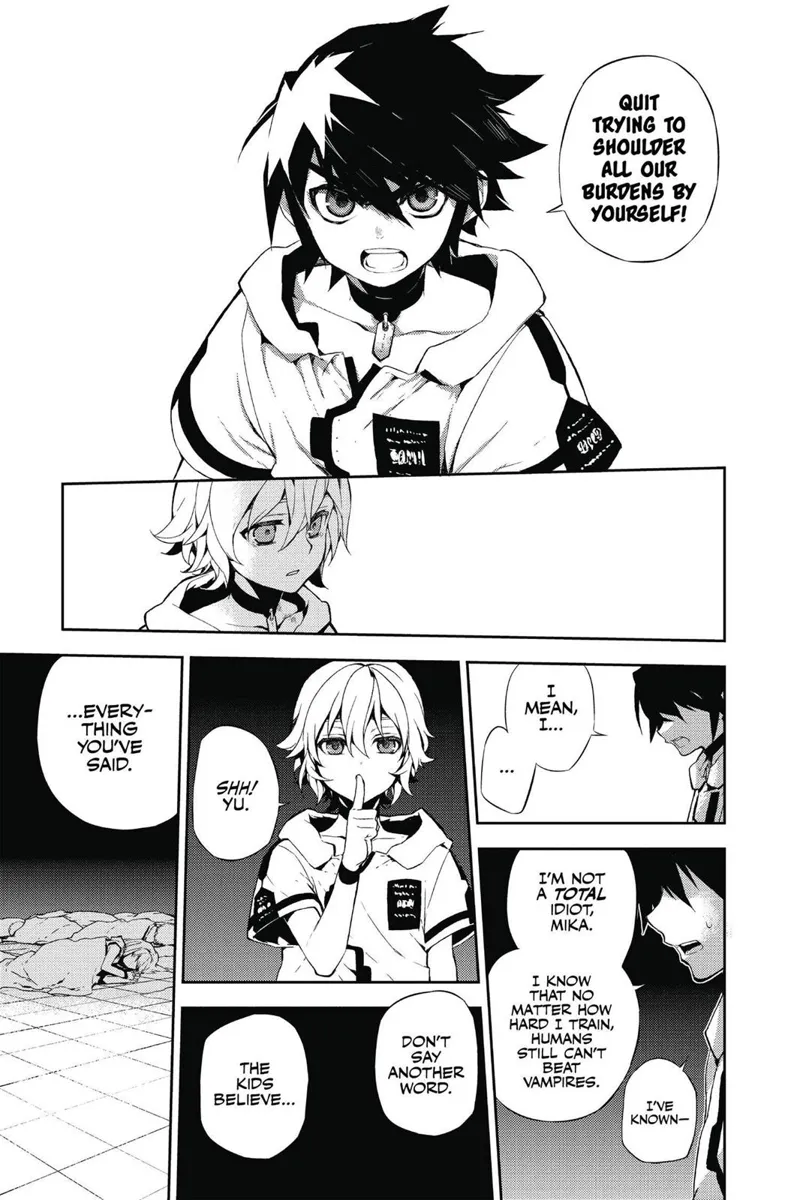 QUIT
TRYING TO
SHOULDER
ALL OUR
BURDENS BY
YOURSELF!
I
MEAN,
I...
...
I'M NOT
A TOTAL
IDIOT,
MIKA.
I KNOW
THAT NO
MATTER HOW
HARD I TRAIN,
HUMANS
STILL CAN'T
BEAT
VAMPIRES.
I'VE
KNOWN—
SHH!
YU.
DON'T
SAY
ANOTHER
WORD.
THE
KIDS
BELIEVE...
...EVERY-
THING
YOU'VE
SAID.